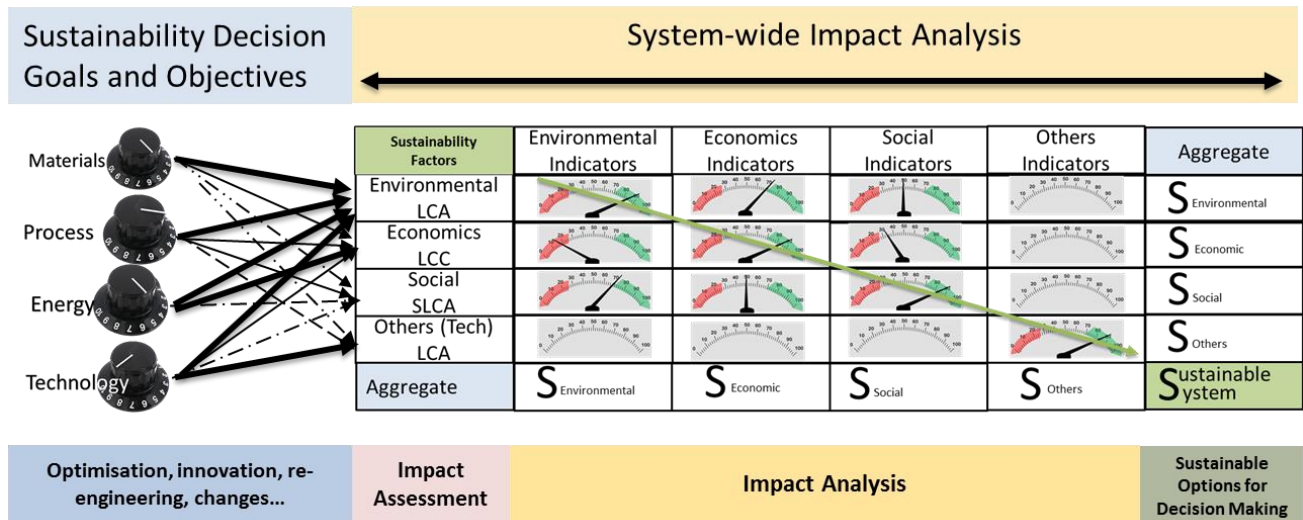 Sustainability Decision
Goals and Objectives
System-wide Impact Analysis
Materials
Process
Energy
Technology
Sustainability
Factors
Environmental
Indicators
Economics
Indicators
Social
Indicators
Others
Indicators
Aggregate
Environmental
LCA
S Environmental
Economics
LCC
S Economic
Social
SLCA
S Social
Others (Tech)
LCA
S Others
Aggregate
S Environmental
S Economic
S Social
S Others
Sustainable
System
Optimisation, innovation, re-
engineering, changes...
Impact
Assessment
Impact Analysis
Sustainable
Options for
Decision Making